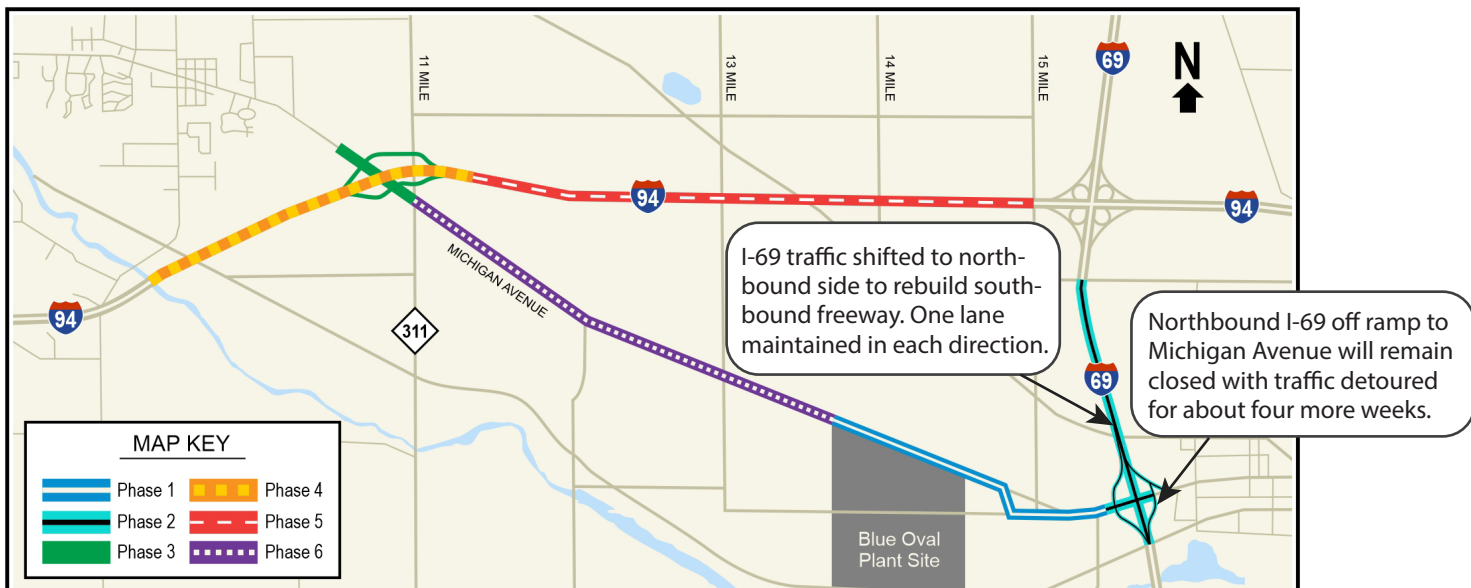 11 MILE
13 MILE
14 MILE
15 MILE
69
N
94
94
I-69 traffic shifted to north-
bound side to rebuild south-
bound freeway. One lane
maintained in each direction.
MICHIGAN AVENUE
94
311
Northbound I-69 off ramp to
Michigan Avenue will remain
closed with traffic detoured
for about four more weeks.
69
MAP KEY
Phase 1
Phase 4
Phase 2
Phase 5
Phase 3
Phase 6
Blue Oval
Plant Site